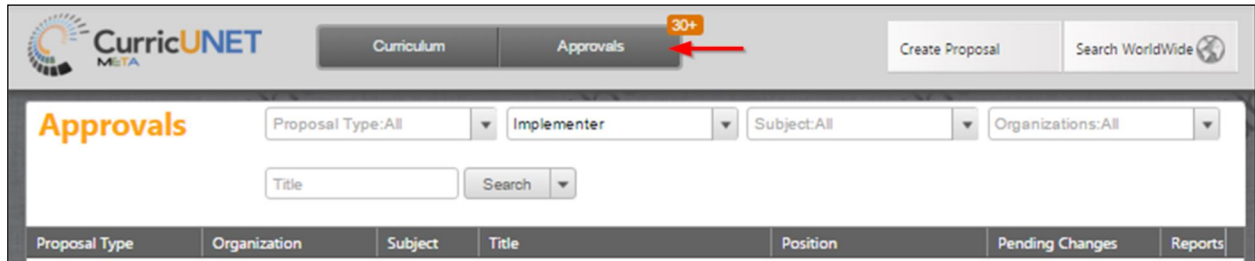 30+
CurricUNET
META
Curriculum Approvals
Create Proposal Search WorldWide
Approvals
Proposal Type:All Implementer Subject:All Organizations:All
Title Search
Proposal Type Organization Subject Title Position Pending Changes Reports